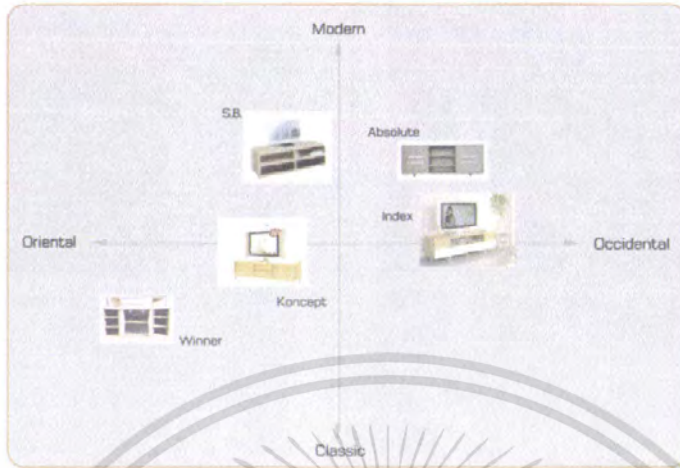 Modern
S.B.
Absolute
Index
Oriental
Occidental
Koncept
Winner
Classic